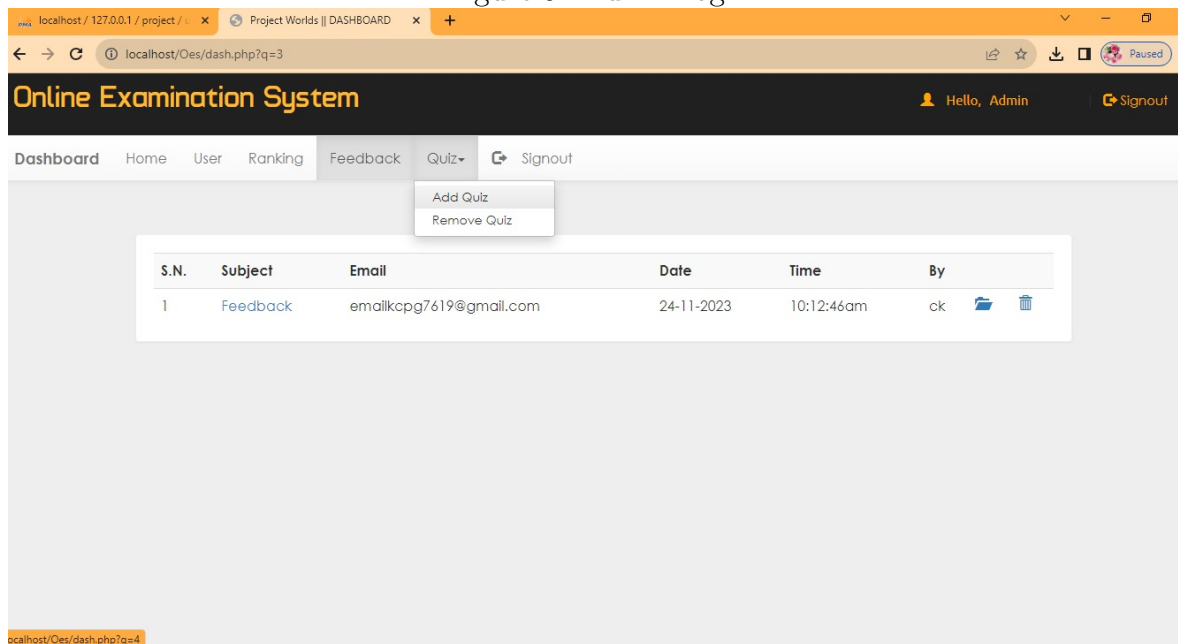 localhost / 127.0.0.1 / project / u Project Worlds || DASHBOARD
localhost/Oes/dash.php?q=3 Paused
Online Examination System Hello, Admin Signout
Dashboard Home User Ranking Feedback Quiz Signout
Add Quiz
Remove Quiz
S.N. Subject Email Date Time By
1 Feedback emailkcpg7619@gmail.com 24-11-2023 10:12:46am ck
ocalhost/Oes/dash.php?q=4